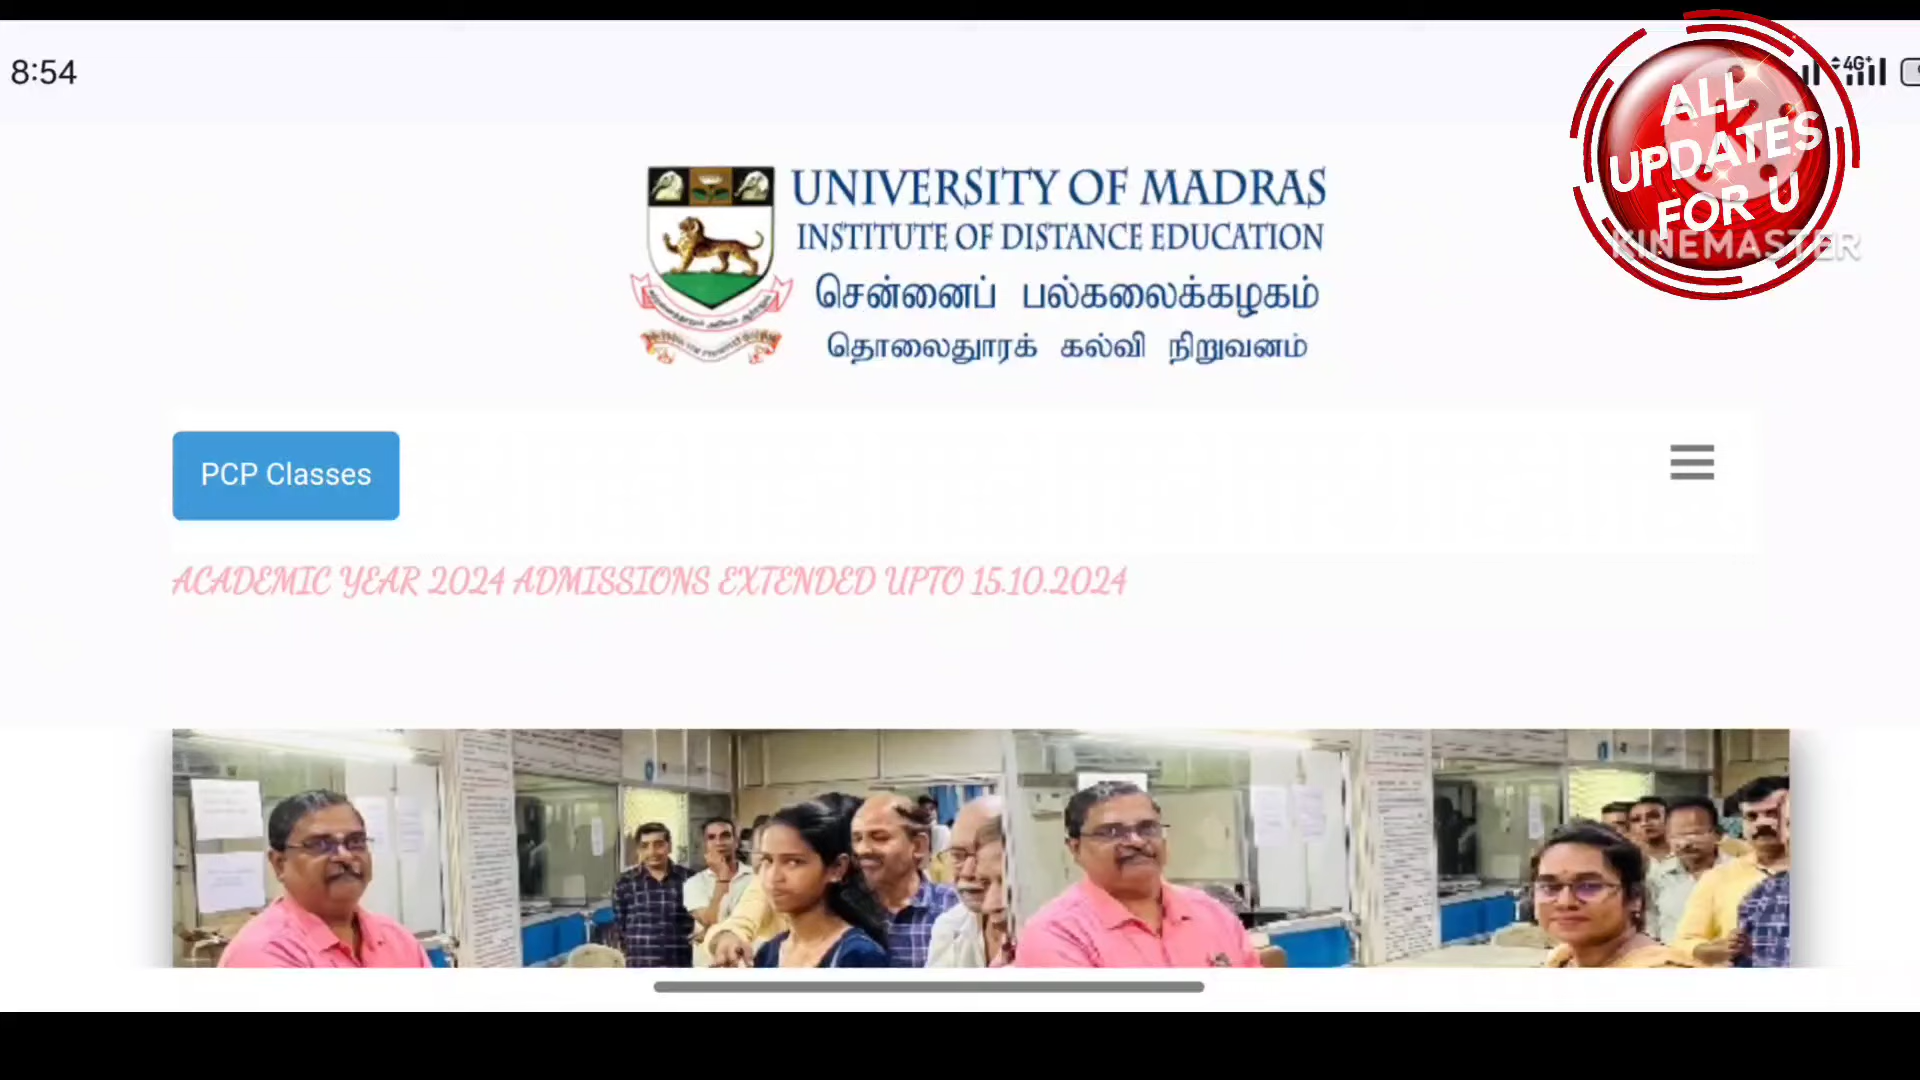 8:54
4G+
ALL
UPDATES
FOR U
KINEMASTER
UNIVERSITY OF MADRAS
INSTITUTE OF DISTANCE EDUCATION
சென்னைப் பல்கலைக்கழகம்
தொலைதூரக் கல்வி நிறுவனம்
PCP Classes
ACADEMIC YEAR 2024 ADMISSIONS EXTENDED UPTO 15.10.2024